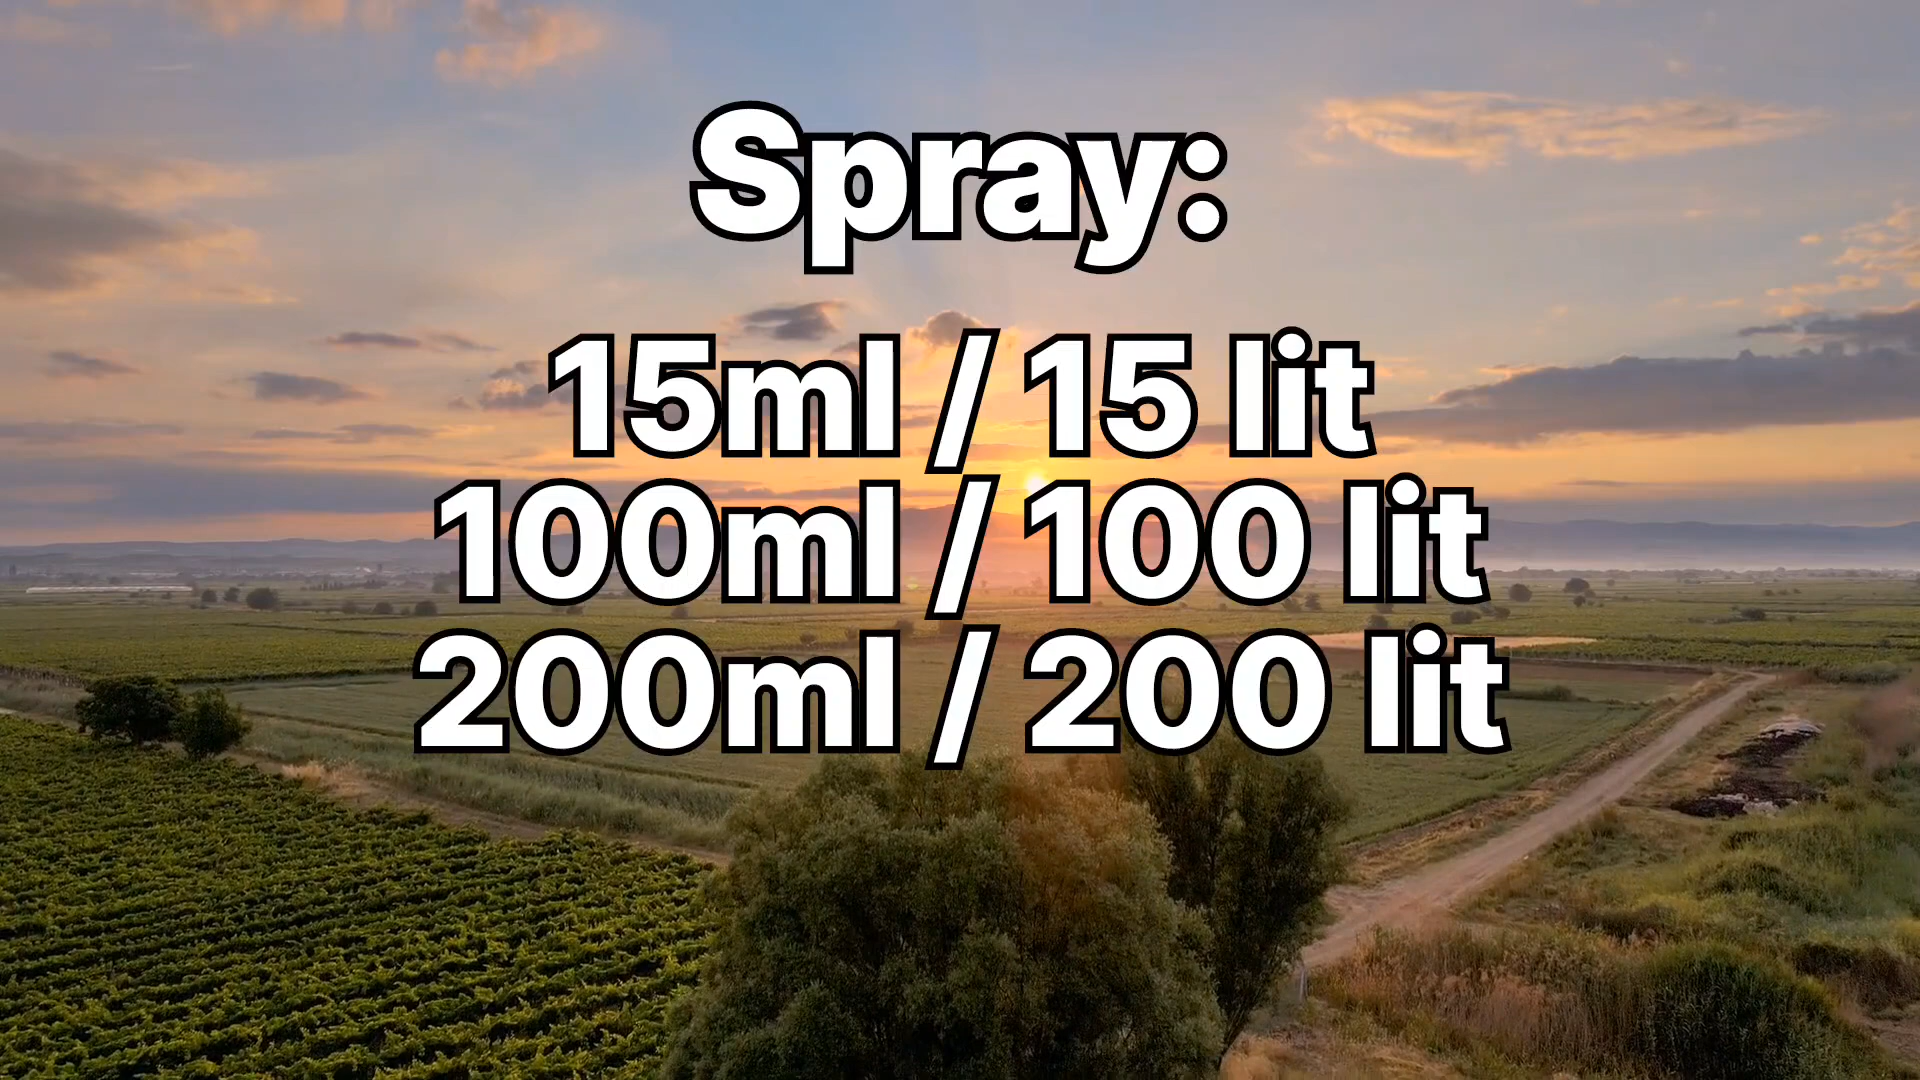 Spray:
15ml / 15 lit
100ml / 100 lit
200ml / 200 lit